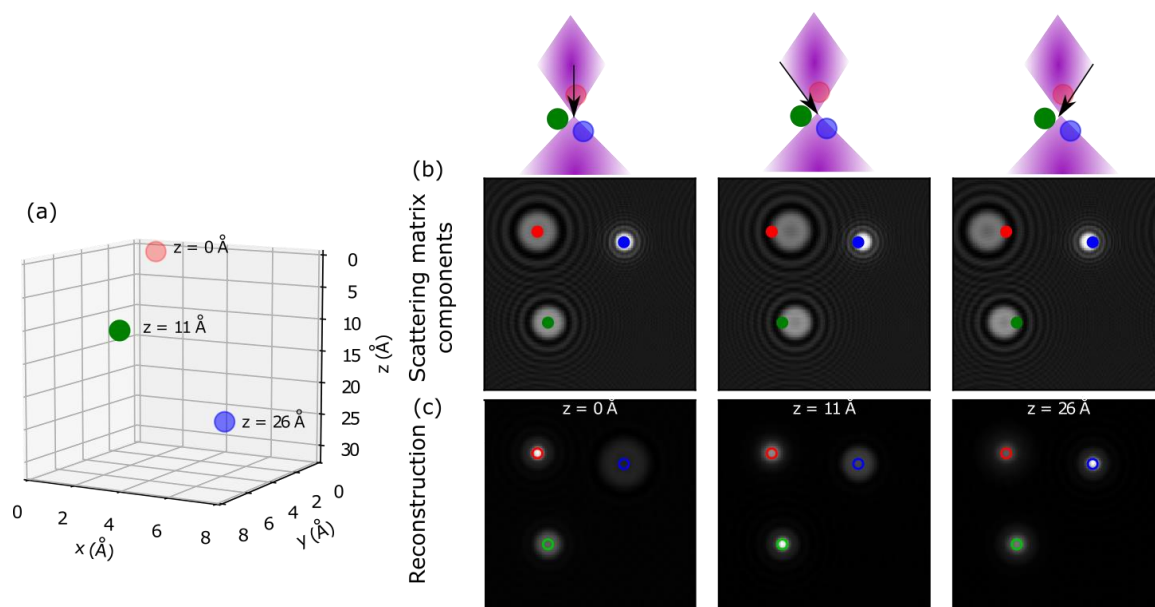 (a)
z = 0 Å
z = 11 Å
z = 26 Å
0
5
10
15
20
25
30
z (Å)
0 2 4 6 8
x (Å)
8 6 4 2 0
y (Å)
(b)
Scattering matrix
components
(c)
Reconstruction
z = 0 Å
z = 11 Å
z = 26 Å